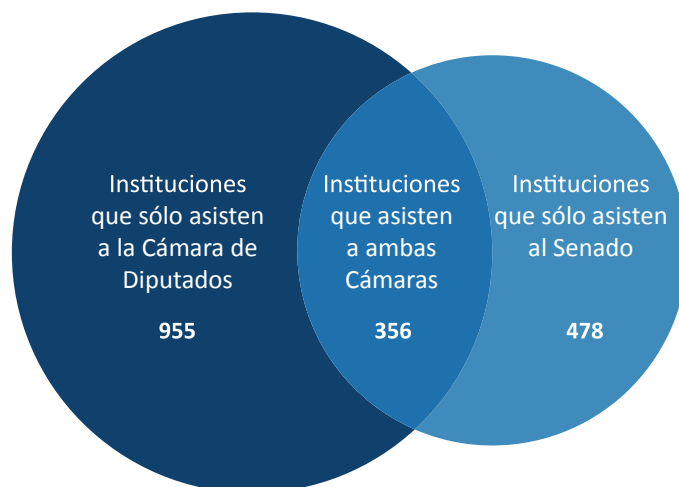 Instituciones
que sólo asisten
a la Cámara de
Diputados
955
Instituciones
que asisten
a ambas
Cámaras
356
Instituciones
que sólo asisten
al Senado
478